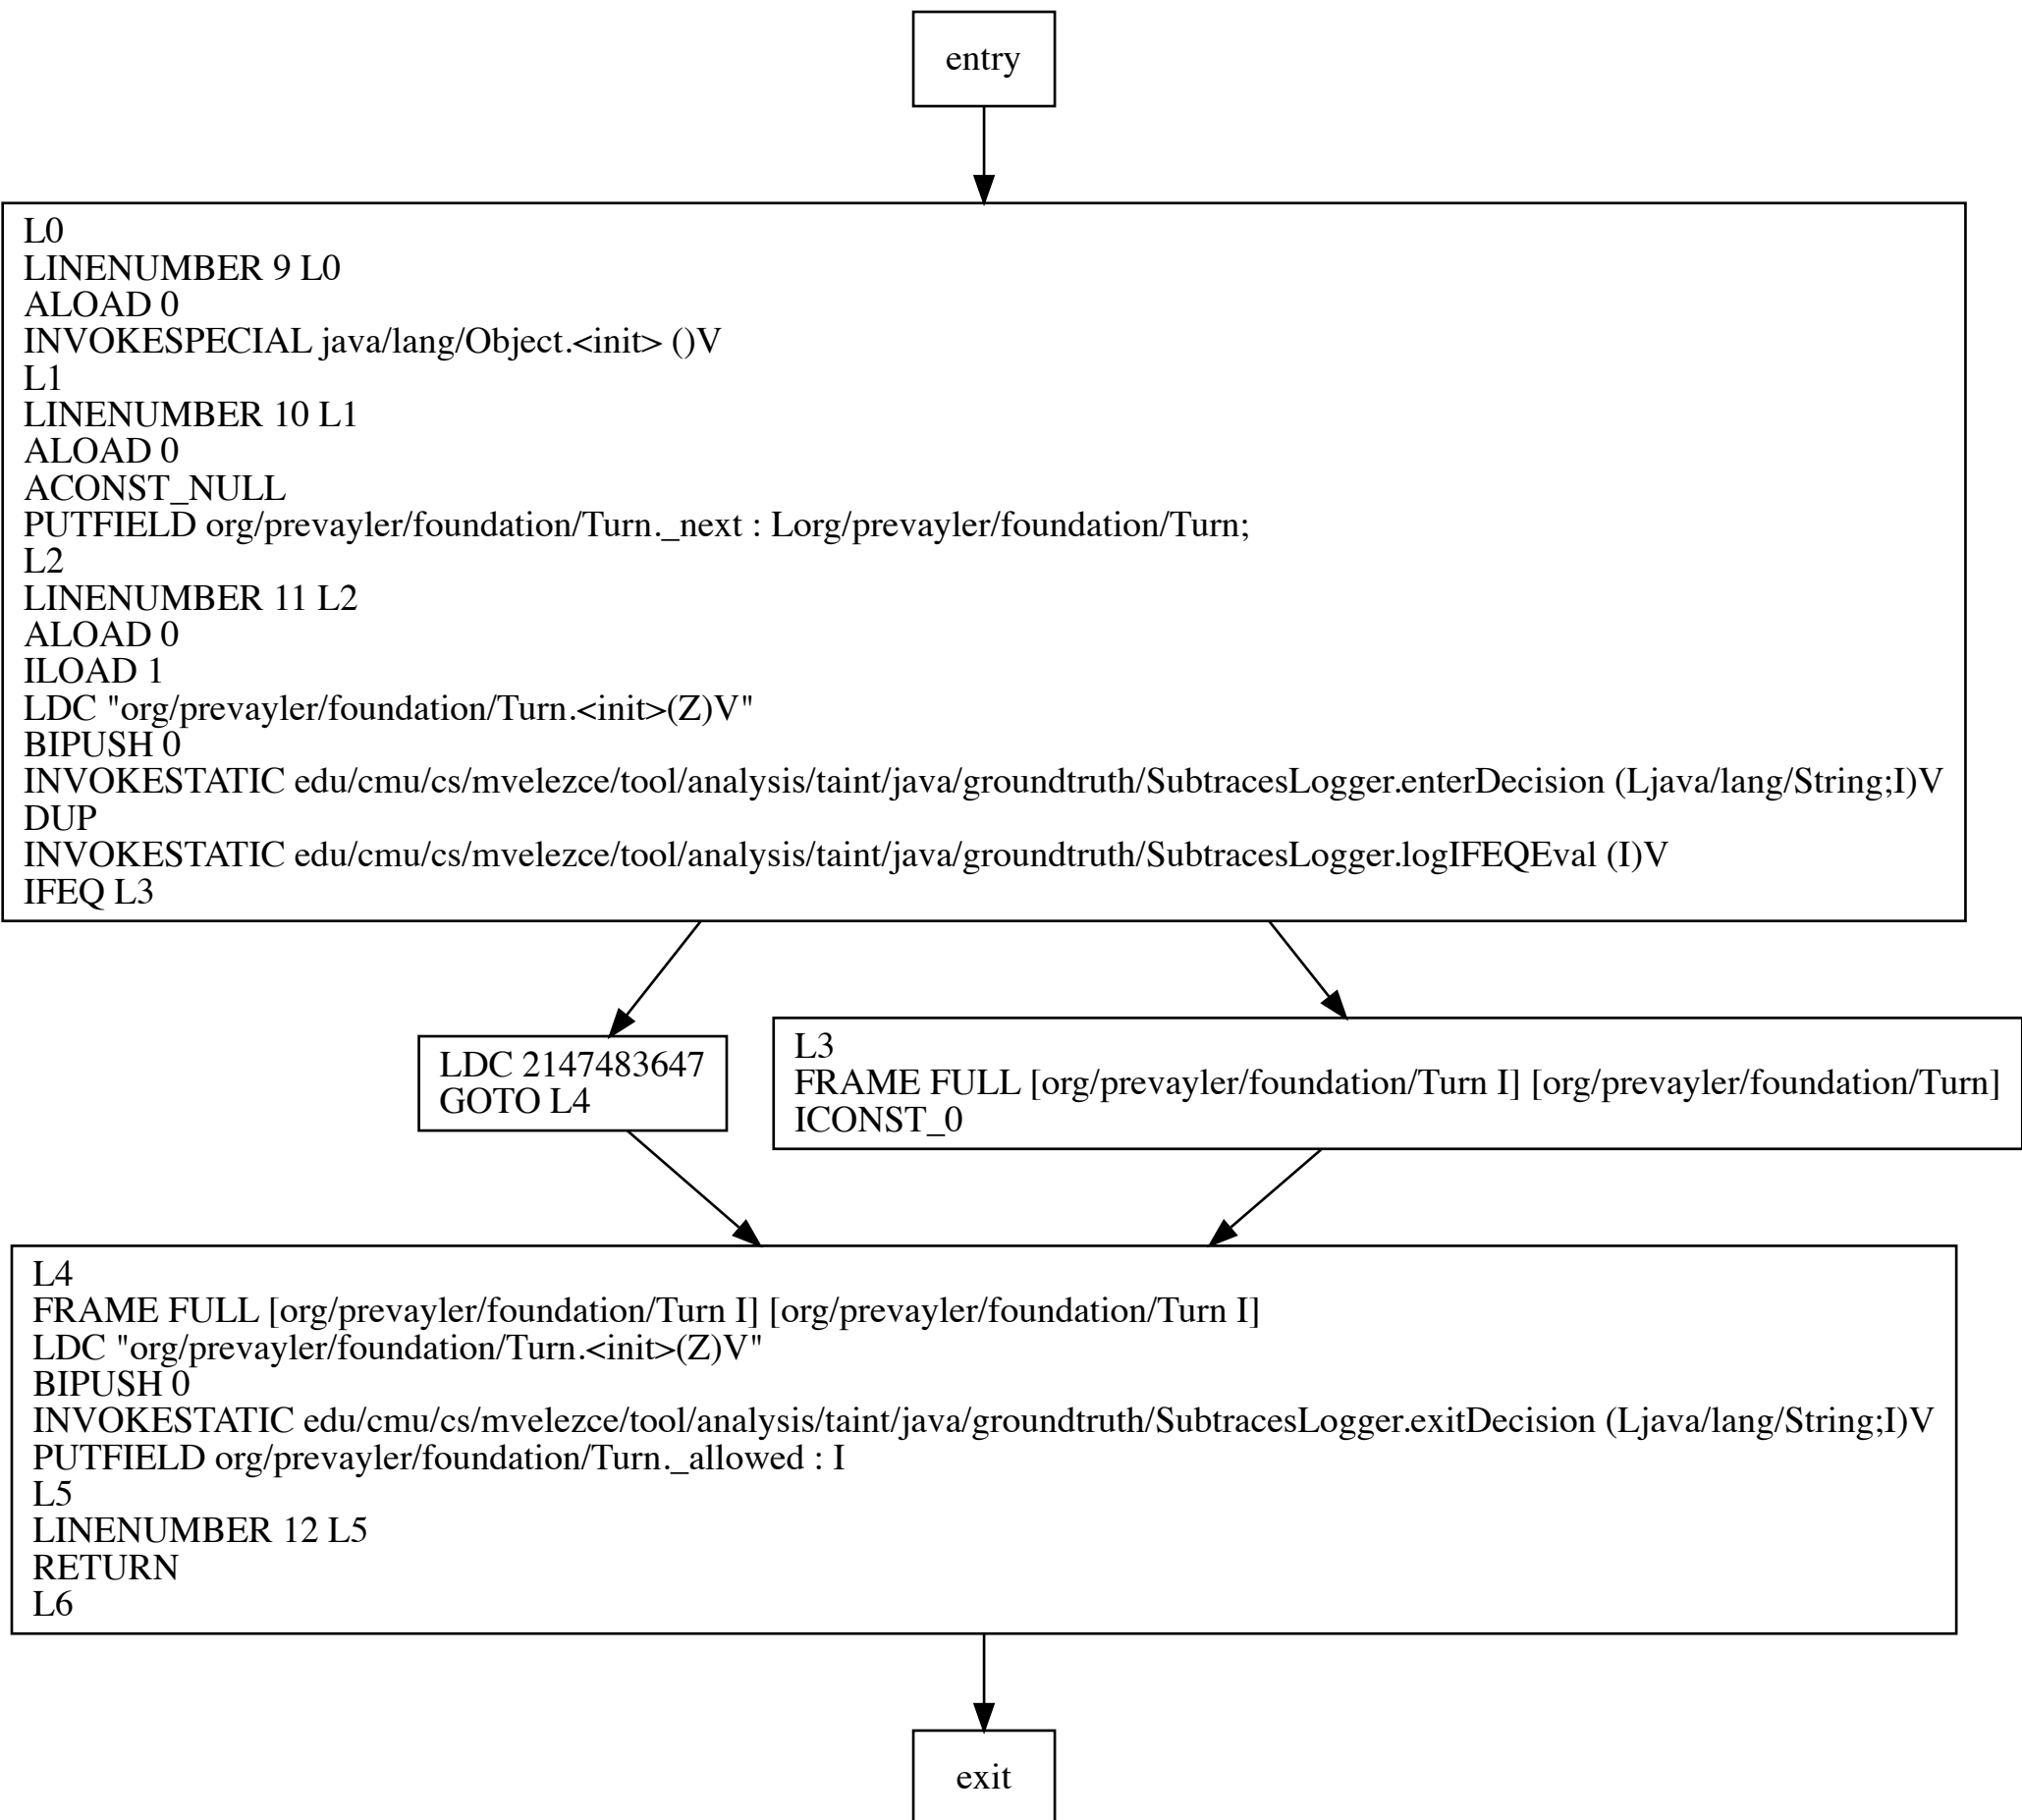 entry
L0
LINENUMBER 9 L0
ALOAD 0
INVOKESPECIAL java/lang/Object.<init> ()V
L1
LINENUMBER 10 L1
ALOAD 0
ACONST_NULL
PUTFIELD org/prevayler/foundation/Turn._next : Lorg/prevayler/foundation/Turn;
L2
LINENUMBER 11 L2
ALOAD 0
ILOAD 1
LDC "org/prevayler/foundation/Turn.<init>(Z)V"
BIPUSH 0
INVOKESTATIC edu/cmu/cs/mvelezce/tool/analysis/taint/java/groundtruth/SubtracesLogger.enterDecision (Ljava/lang/String;I)V
DUP
INVOKESTATIC edu/cmu/cs/mvelezce/tool/analysis/taint/java/groundtruth/SubtracesLogger.logIFEQEval (I)V
IFEQ L3
LDC 2147483647
GOTO L4
L3
FRAME FULL [org/prevayler/foundation/Turn I] [org/prevayler/foundation/Turn]
ICONST_0
L4
FRAME FULL [org/prevayler/foundation/Turn I] [org/prevayler/foundation/Turn I]
LDC "org/prevayler/foundation/Turn.<init>(Z)V"
BIPUSH 0
INVOKESTATIC edu/cmu/cs/mvelezce/tool/analysis/taint/java/groundtruth/SubtracesLogger.exitDecision (Ljava/lang/String;I)V
PUTFIELD org/prevayler/foundation/Turn._allowed : I
L5
LINENUMBER 12 L5
RETURN
L6
exit